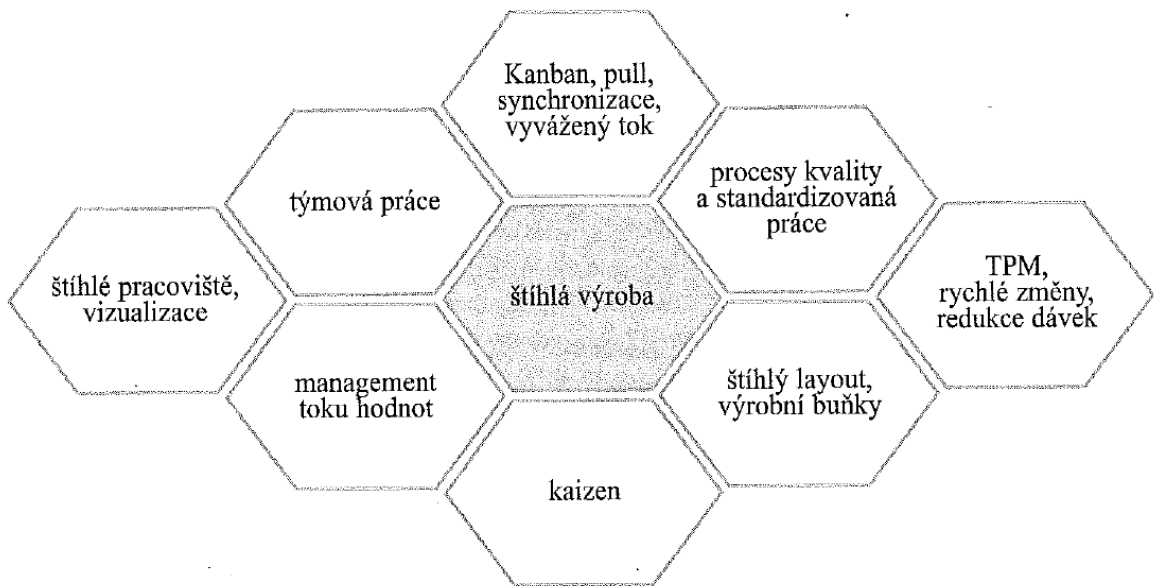 Kanban, pull,
synchronizace,
vyvážený tok
týmová práce
procesy kvality
a standardizovaná
práce
štíhlé pracoviště,
vizualizace
štíhlá výroba
TPM,
rychlé změny,
redukce dávek
management
toku hodnot
štíhlý layout,
výrobní buňky
kaizen